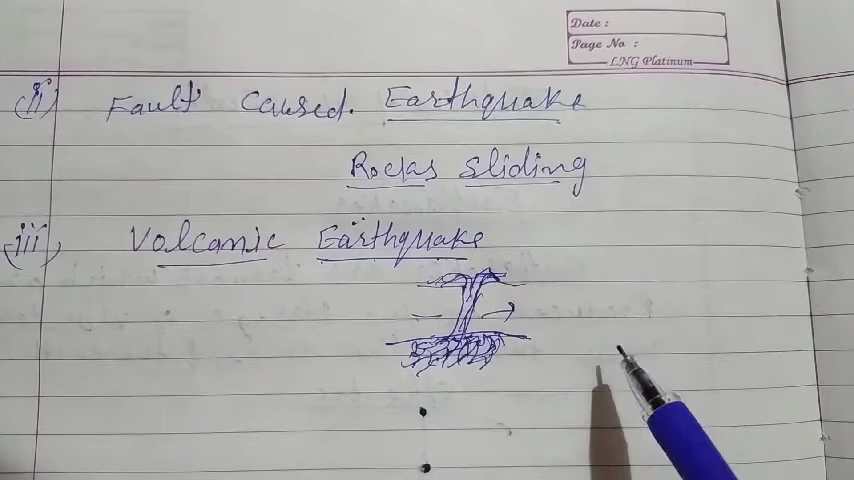 Date :
Page No :
LNG Platinum
(ii) Fault Caused. Earthquake
Rocks Sliding
(iii) Volcanic Earthquake